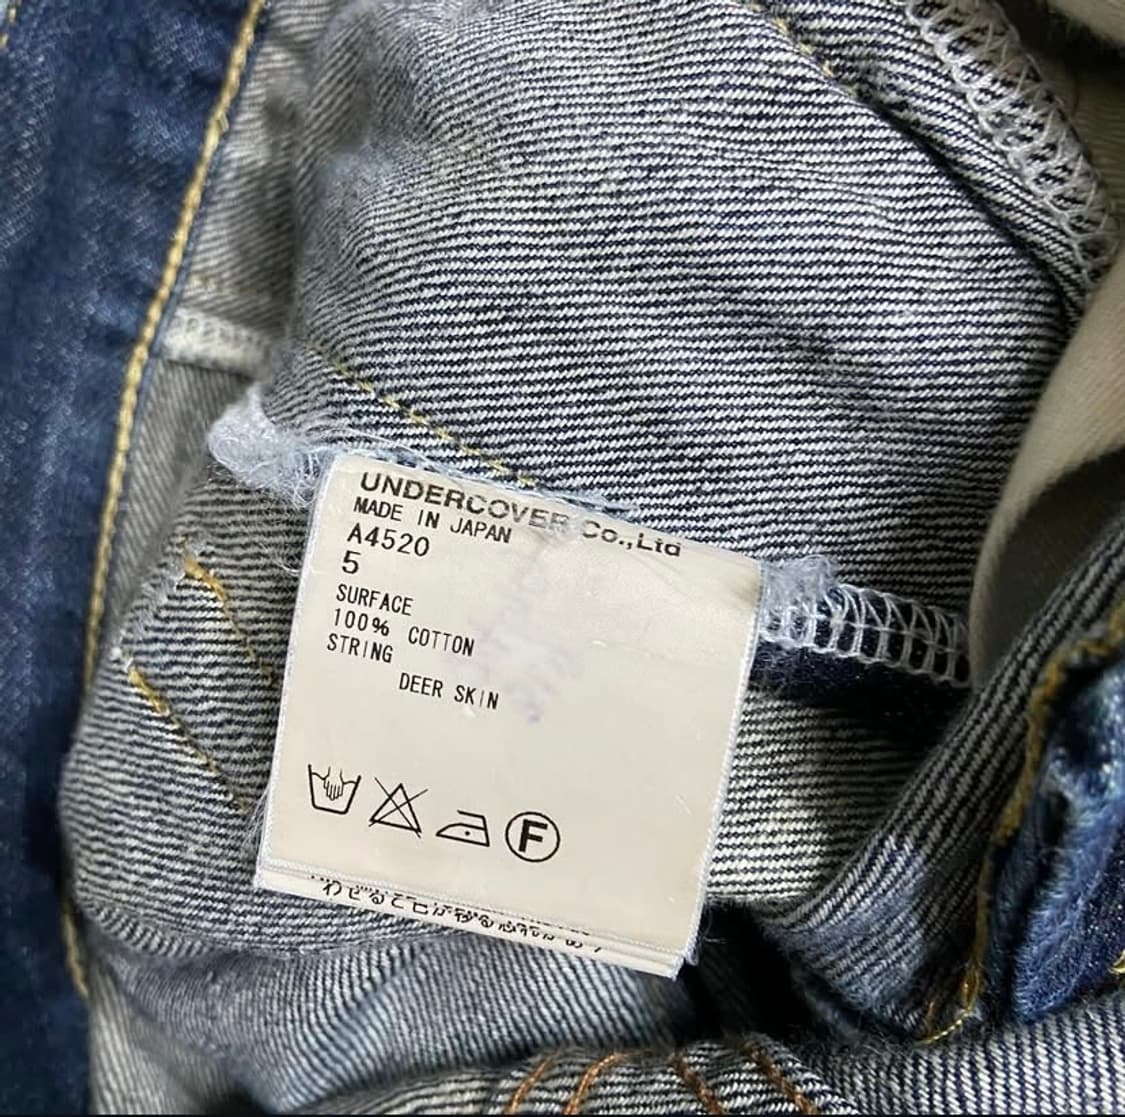 UNDERCOVER Co.,Ltd
MADE IN JAPAN
A4520
5
SURFACE
100% COTTON
STRING
DEER SKIN
F